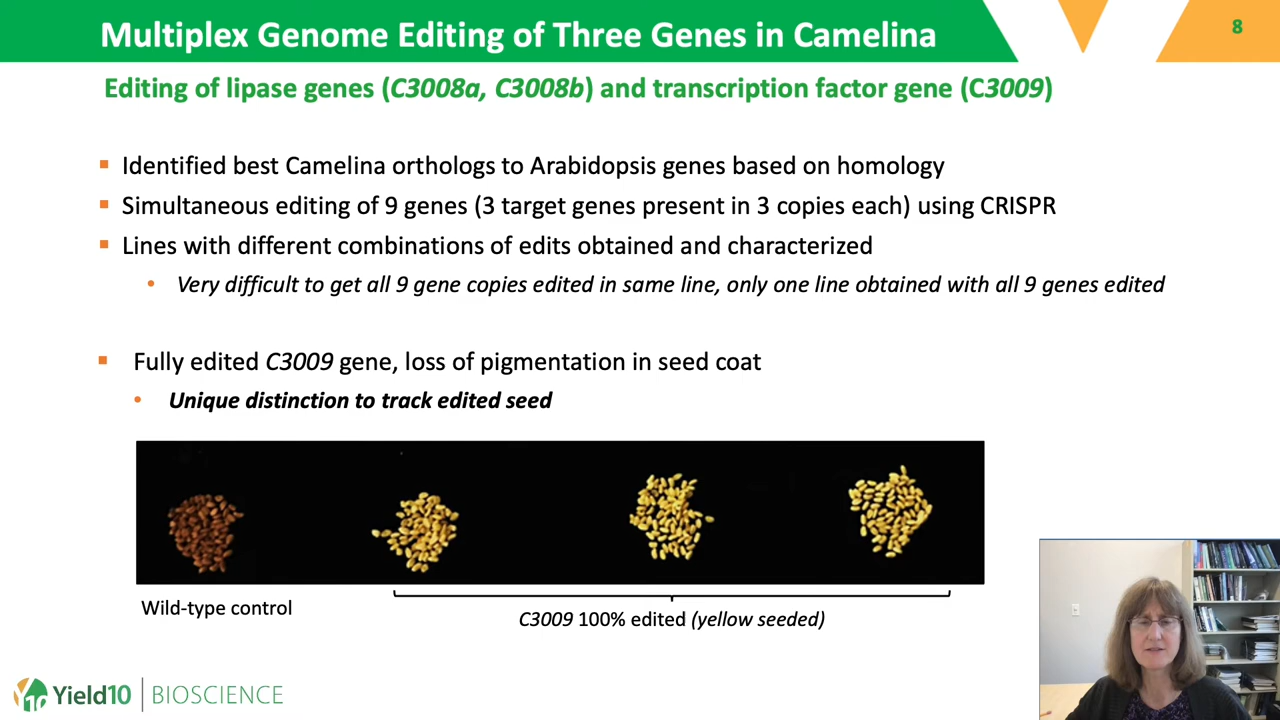 Multiplex Genome Editing of Three Genes in Camelina
8
Editing of lipase genes (C3008a, C3008b) and transcription factor gene (C3009)
Identified best Camelina orthologs to Arabidopsis genes based on homology
Simultaneous editing of 9 genes (3 target genes present in 3 copies each) using CRISPR
Lines with different combinations of edits obtained and characterized
Very difficult to get all 9 gene copies edited in same line, only one line obtained with all 9 genes edited
Fully edited C3009 gene, loss of pigmentation in seed coat
Unique distinction to track edited seed
Wild-type control
C3009 100% edited (yellow seeded)
Yield10 BIOSCIENCE